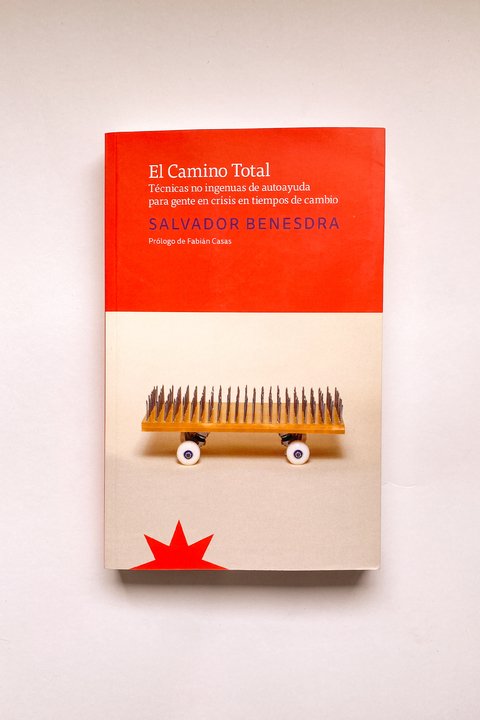 El Camino Total
Técnicas no ingenuas de autoayuda
para gente en crisis en tiempos de cambio
SALVADOR BENESDRA
Prólogo de Fabián Casas